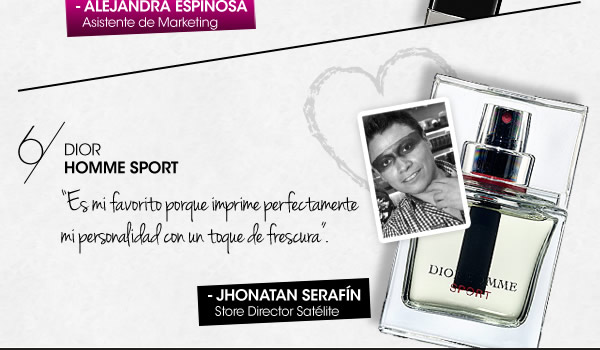 - ALEJANDRA ESPINOSA
Asistente de Marketing
6/ DIOR
HOMME SPORT
"Es mi favorito porque imprime perfectamente
mi personalidad con un toque de frescura".
- JHONATAN SERAFÍN
Store Director Satélite
DIOR HOMME
SPORT